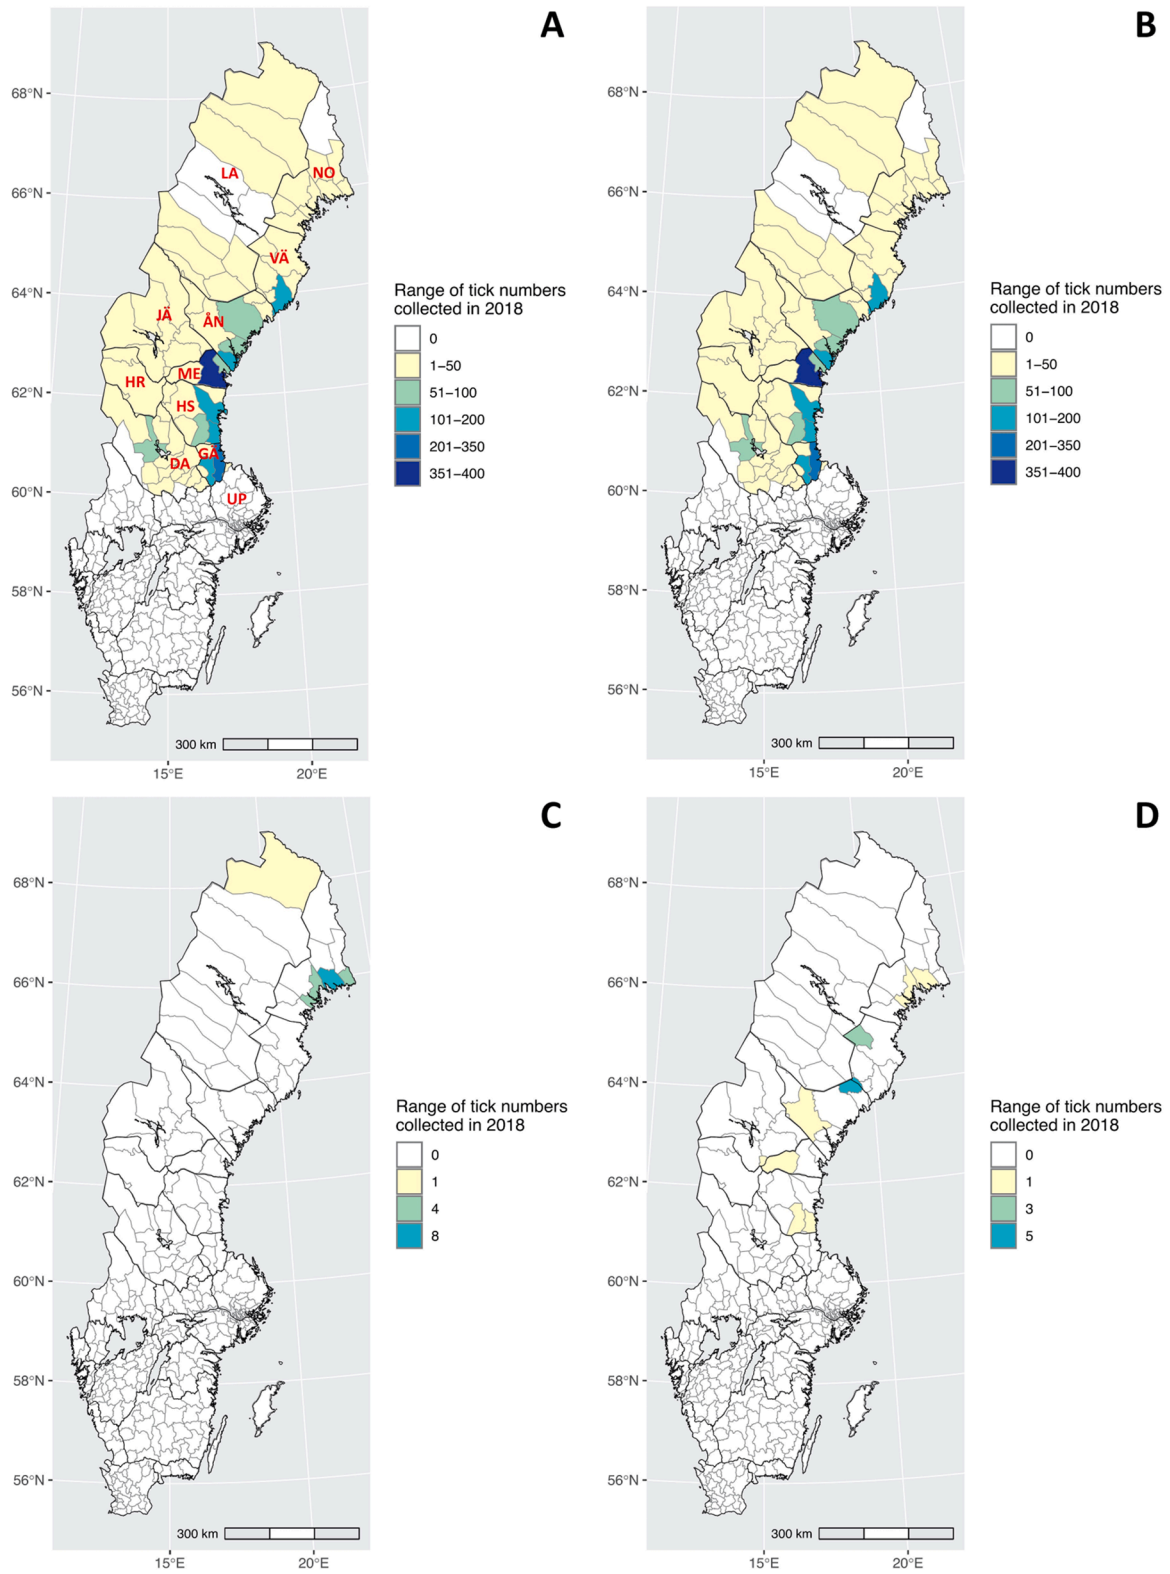 A
68°N
66°N
64°N
62°N
60°N
58°N
56°N
LA
NO
VÄ
JÄ
ÅN
HR
ME
HS
GÄ
DA
UP
300 km
15°E
20°E
Range of tick numbers
collected in 2018
0
1–50
51–100
101–200
201–350
351–400
B
68°N
66°N
64°N
62°N
60°N
58°N
56°N
300 km
15°E
20°E
Range of tick numbers
collected in 2018
0
1–50
51–100
101–200
201–350
351–400
C
68°N
66°N
64°N
62°N
60°N
58°N
56°N
300 km
15°E
20°E
Range of tick numbers
collected in 2018
0
1
4
8
D
68°N
66°N
64°N
62°N
60°N
58°N
56°N
300 km
15°E
20°E
Range of tick numbers
collected in 2018
0
1
3
5